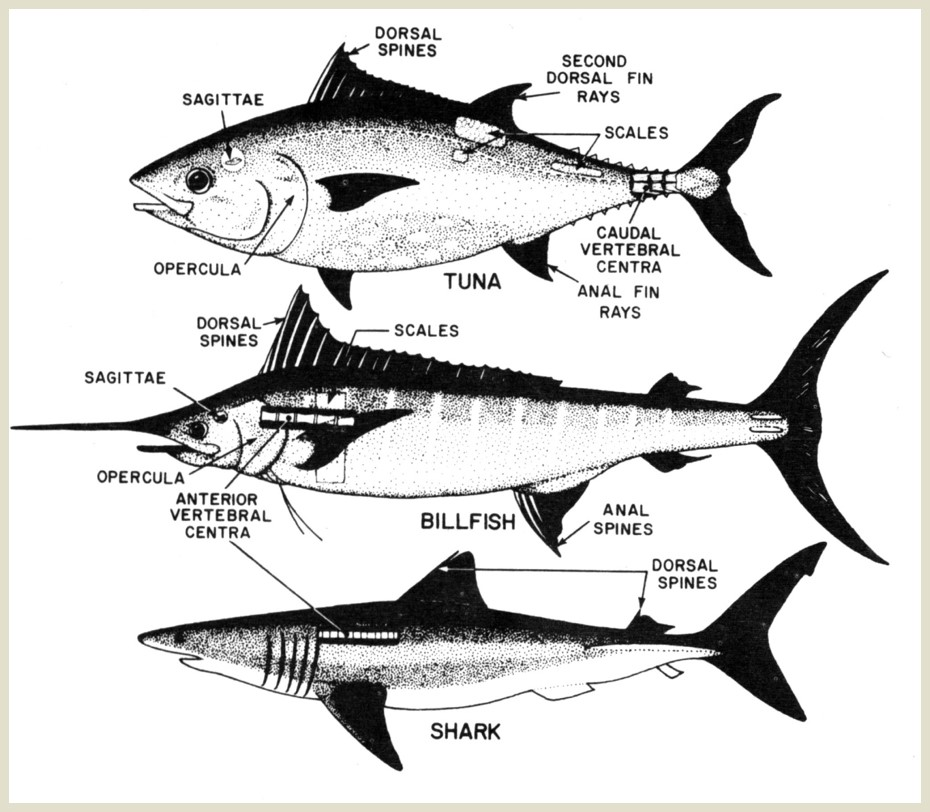 DORSAL
SPINES
SECOND
DORSAL FIN
RAYS
SAGITTAE
SCALES
CAUDAL
VERTEBRAL
CENTRA
OPERCULA
TUNA
ANAL FIN
RAYS
DORSAL
SPINES
SCALES
SAGITTAE
OPERCULA
ANTERIOR
VERTEBRAL
CENTRA
BILLFISH
ANAL
SPINES
DORSAL
SPINES
SHARK